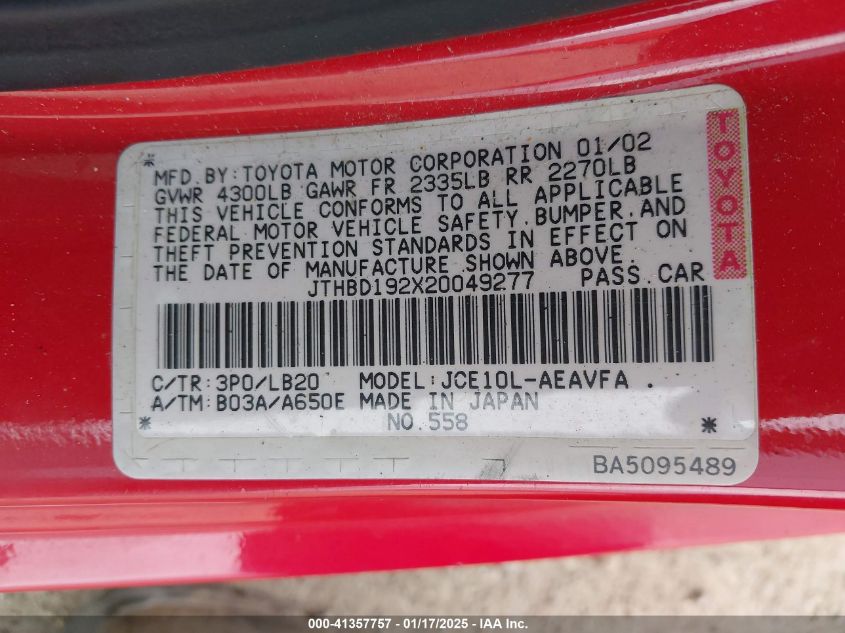 MFD.BY:TOYOTA MOTOR CORPORATION 01/02
GVWR 4300LB GAWR FR 2335LB RR 2270LB
THIS VEHICLE CONFORMS TO ALL APPLICABLE
FEDERAL MOTOR VEHICLE SAFETY,BUMPER,AND
THEFT PREVENTION STANDARDS IN EFFECT ON
THE DATE OF MANUFACTURE SHOWN ABOVE.
JTHBD192X20049277 PASS.CAR
TOYOTA
C/TR:3P0/LB20 MODEL:JCE10L-AEAVFA .
A/TM:B03A/A650E MADE IN JAPAN
NO.558
BA5095489
000-41357757 - 01/17/2025 - IAA Inc.